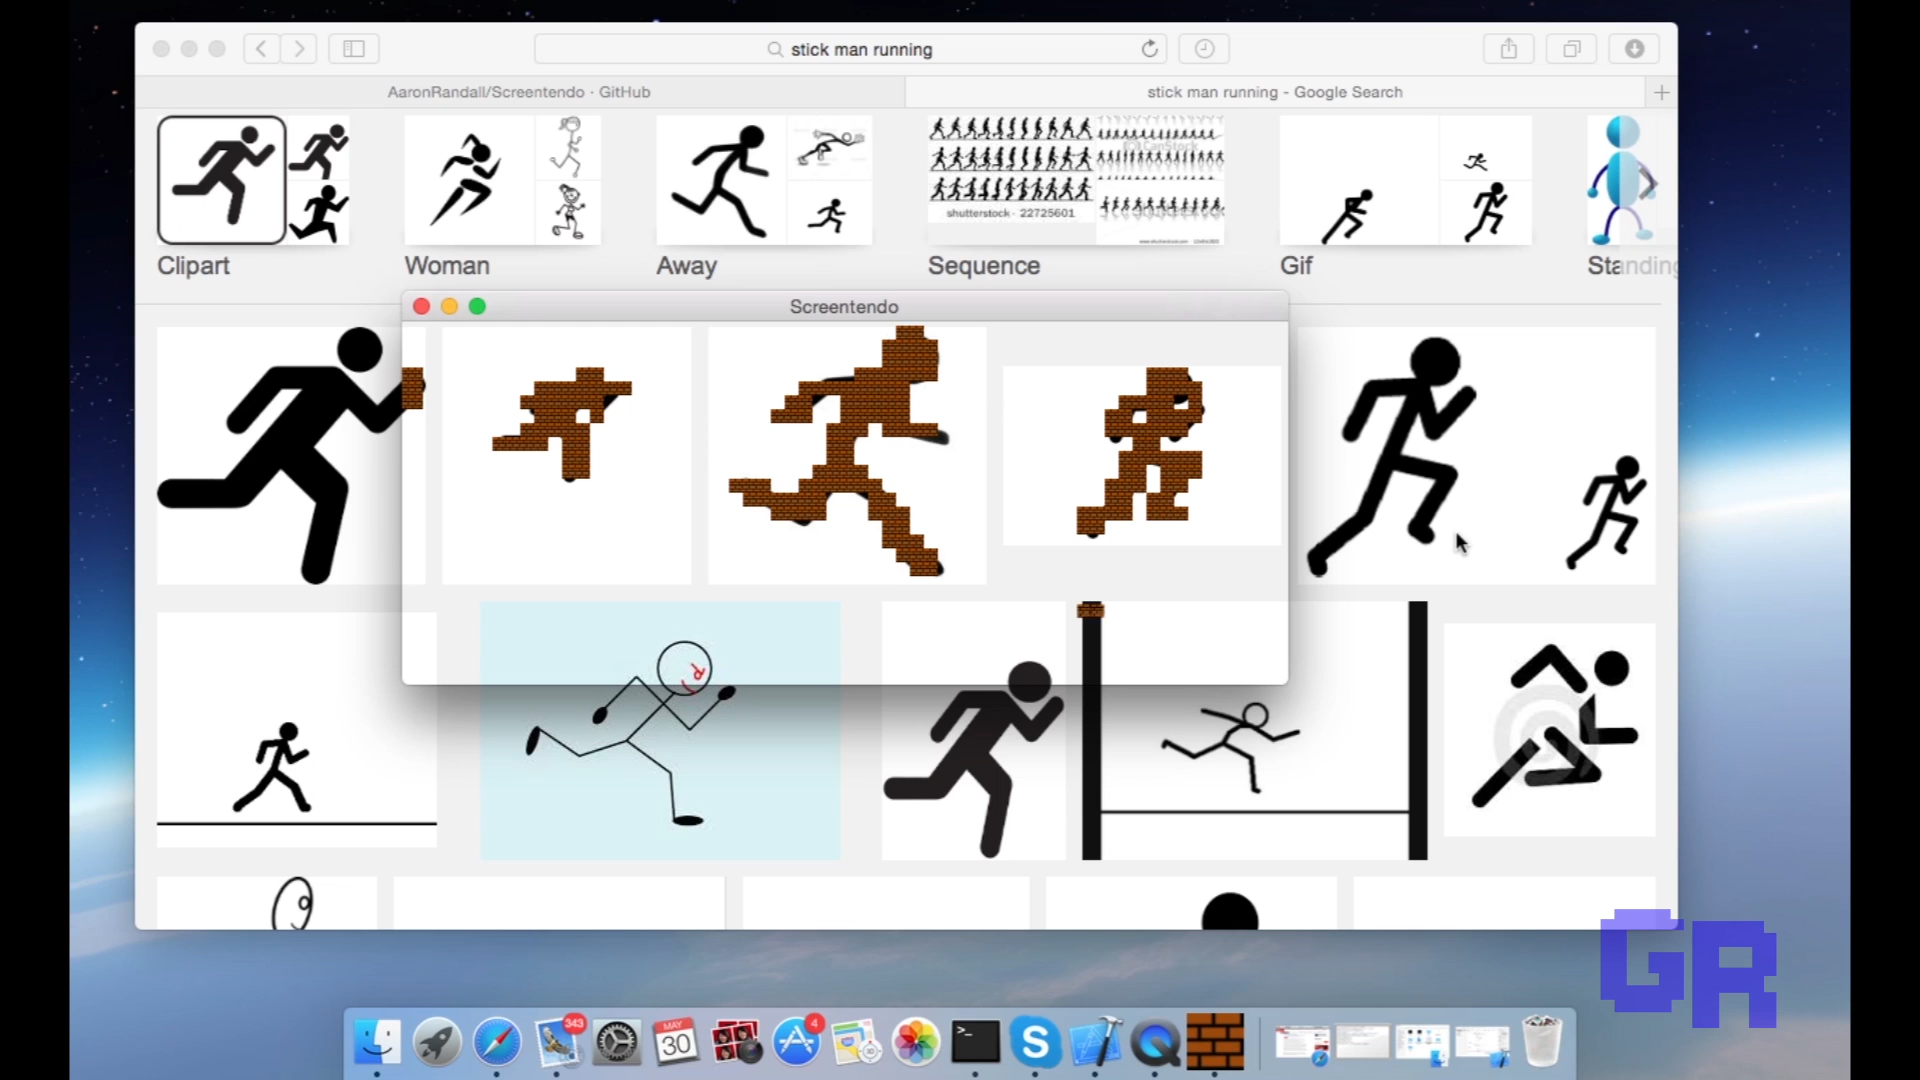 stick man running
AaronRandall/Screentendo · GitHub
stick man running - Google Search
CanStock
shutterstock · 22725601
Clipart
Woman
Away
Sequence
Gif
Standing
Screentendo
GR
343
MAY
30
4